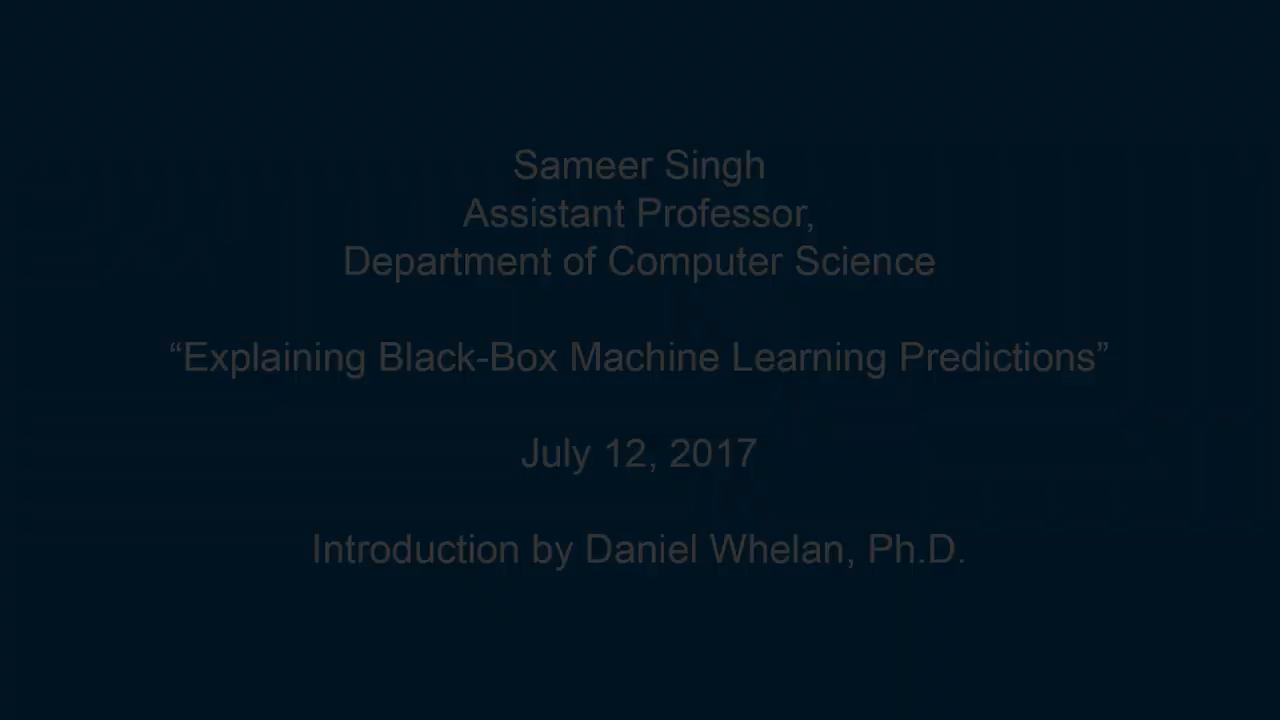 Sameer Singh
Assistant Professor,
Department of Computer Science
“Explaining Black-Box Machine Learning Predictions”
July 12, 2017
Introduction by Daniel Whelan, Ph.D.